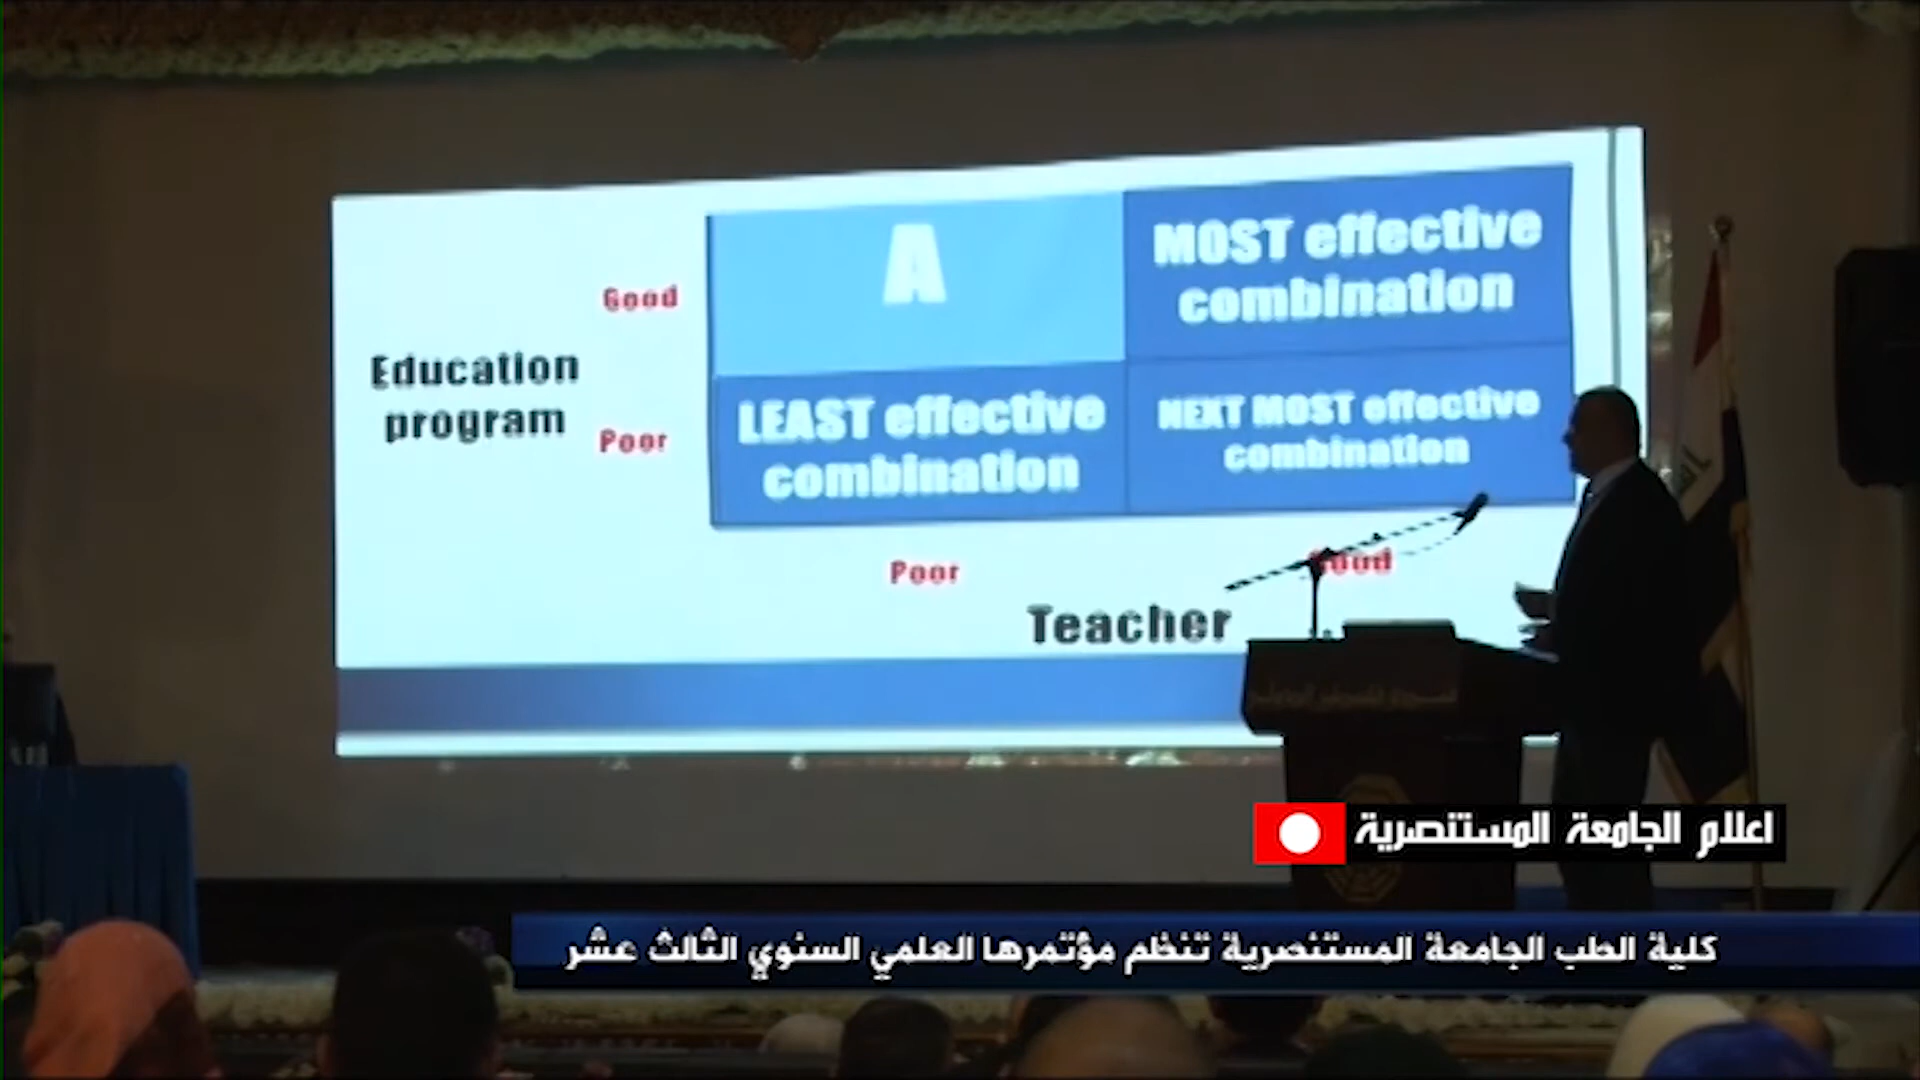 A
MOST effective
combination
Good
Education
program
LEAST effective
combination
NEXT MOST effective
combination
Poor
Poor
Good
Teacher
اعلام الجامعة المستنصرية
كلية الطب الجامعة المستنصرية تنظم مؤتمرها العلمي السنوي الثالث عشر